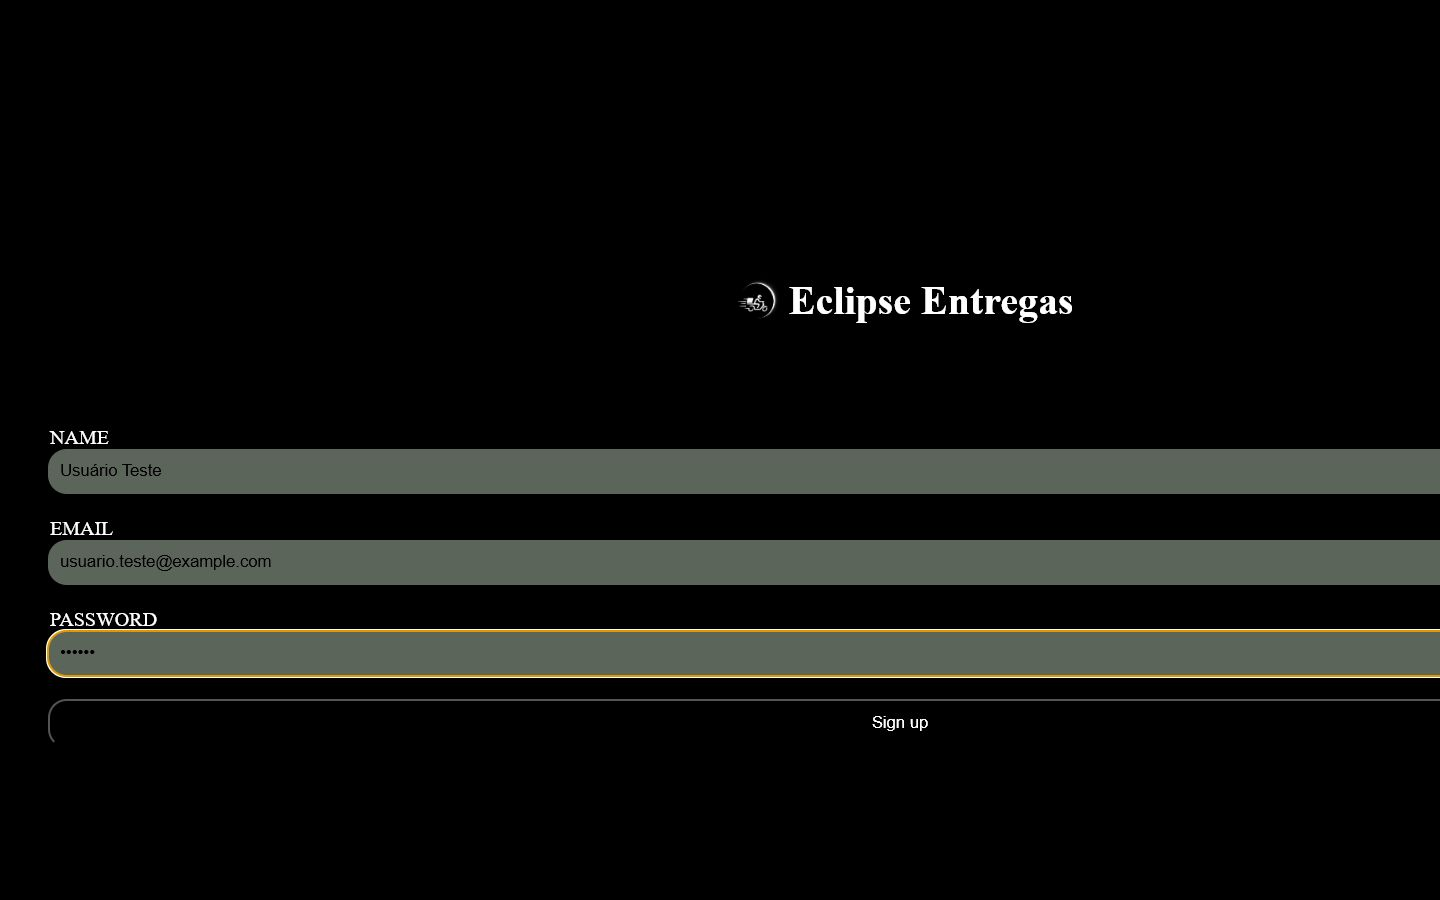 Eclipse Entregas
NAME
Usuário Teste
EMAIL
usuario.teste@example.com
PASSWORD
••••••
Sign up